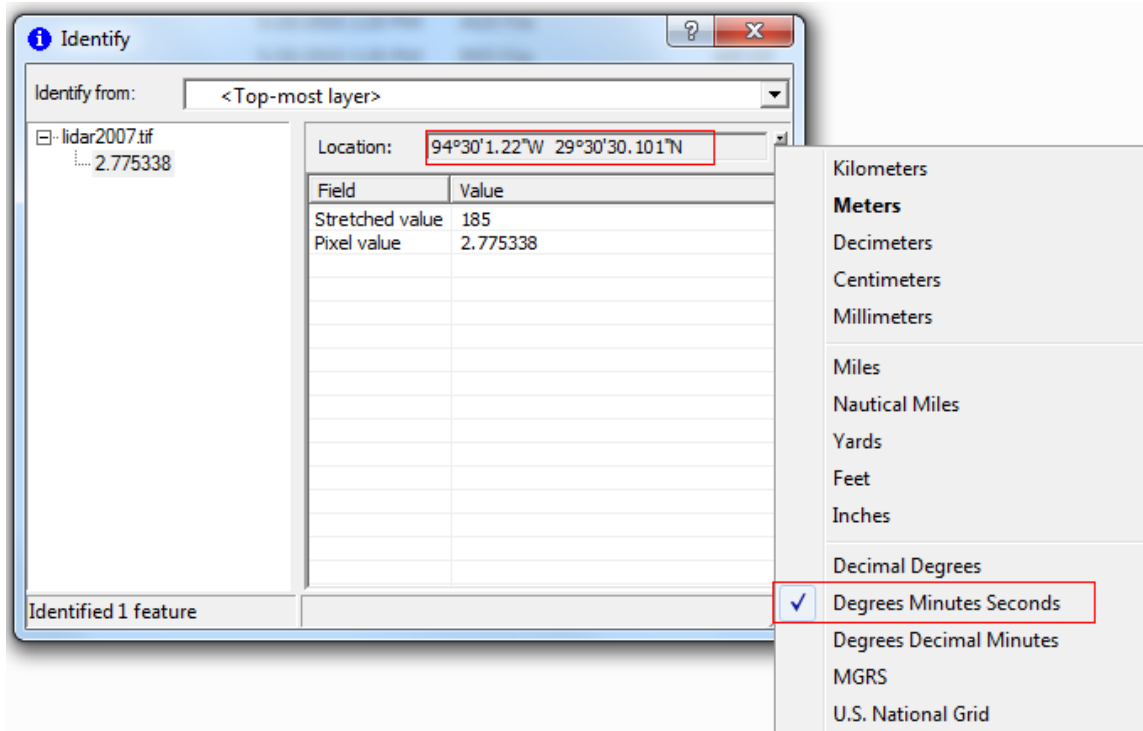 Identify
Identify from: <Top-most layer>
lidar2007.tif
2.775338
Location: 94°30'1.22"W 29°30'30.101"N
Field Value
Stretched value 185
Pixel value 2.775338
Identified 1 feature
Kilometers
Meters
Decimeters
Centimeters
Millimeters
Miles
Nautical Miles
Yards
Feet
Inches
Decimal Degrees
Degrees Minutes Seconds
Degrees Decimal Minutes
MGRS
U.S. National Grid